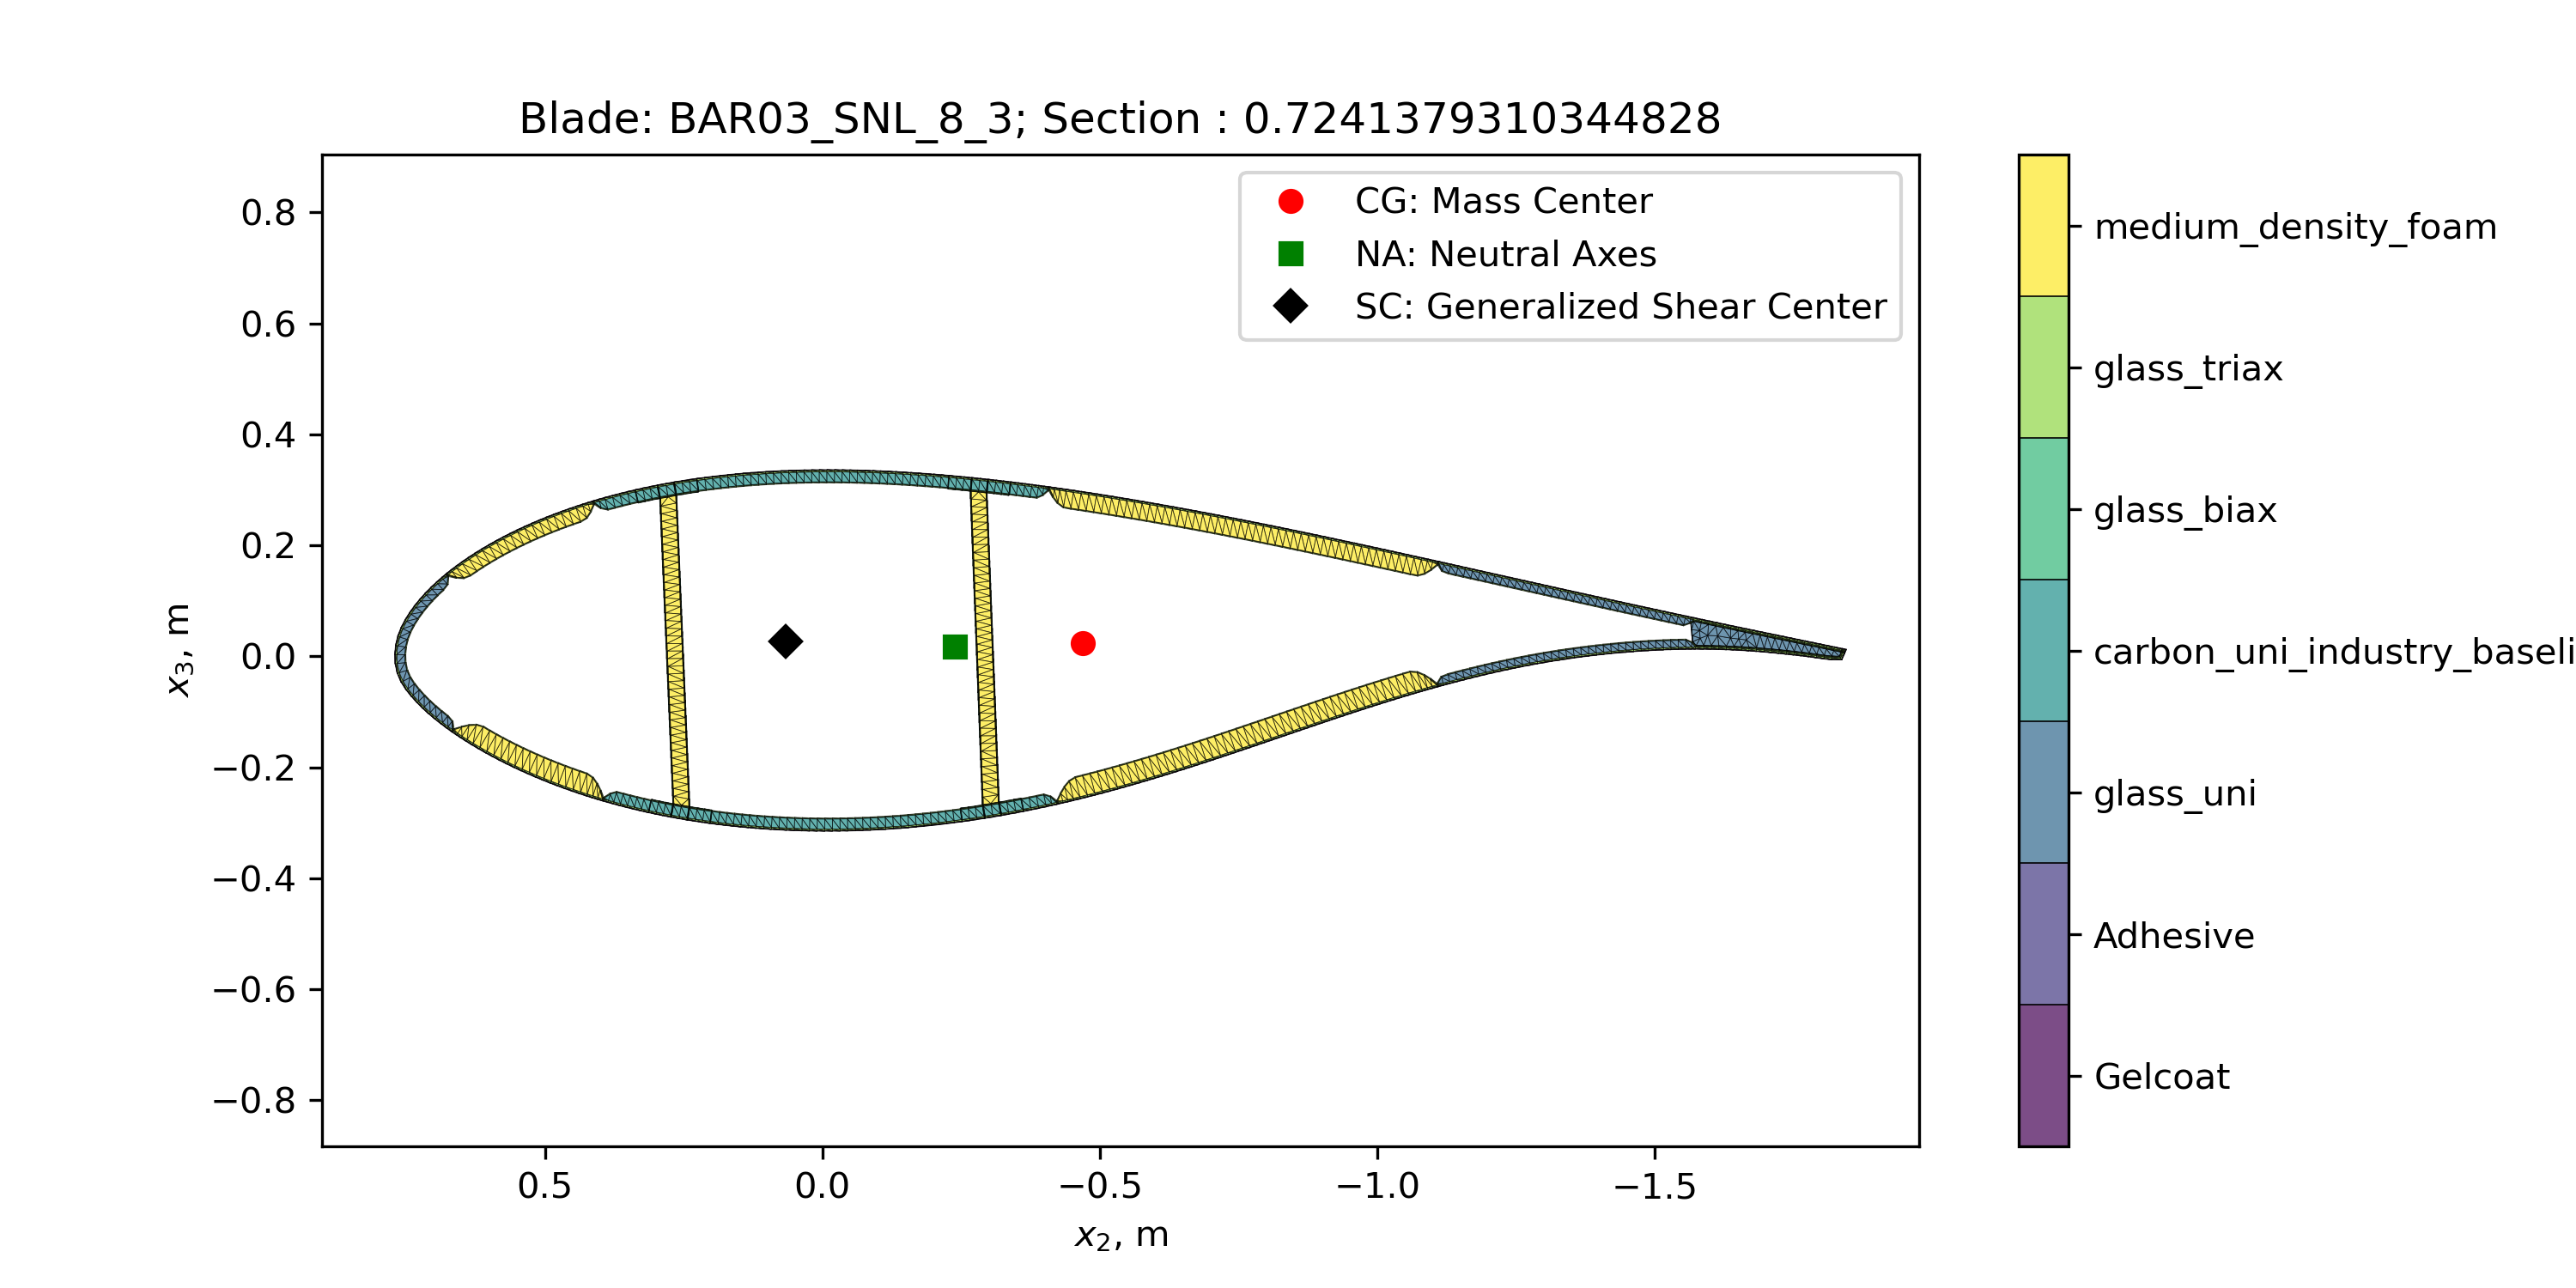 Blade: BAR03_SNL_8_3; Section : 0.7241379310344828
CG: Mass Center
NA: Neutral Axes
SC: Generalized Shear Center
0.8
0.6
0.4
0.2
0.0
−0.2
−0.4
−0.6
−0.8
x₃, m
0.5
0.0
−0.5
−1.0
−1.5
x₂, m
medium_density_foam
glass_triax
glass_biax
carbon_uni_industry_baseli
glass_uni
Adhesive
Gelcoat